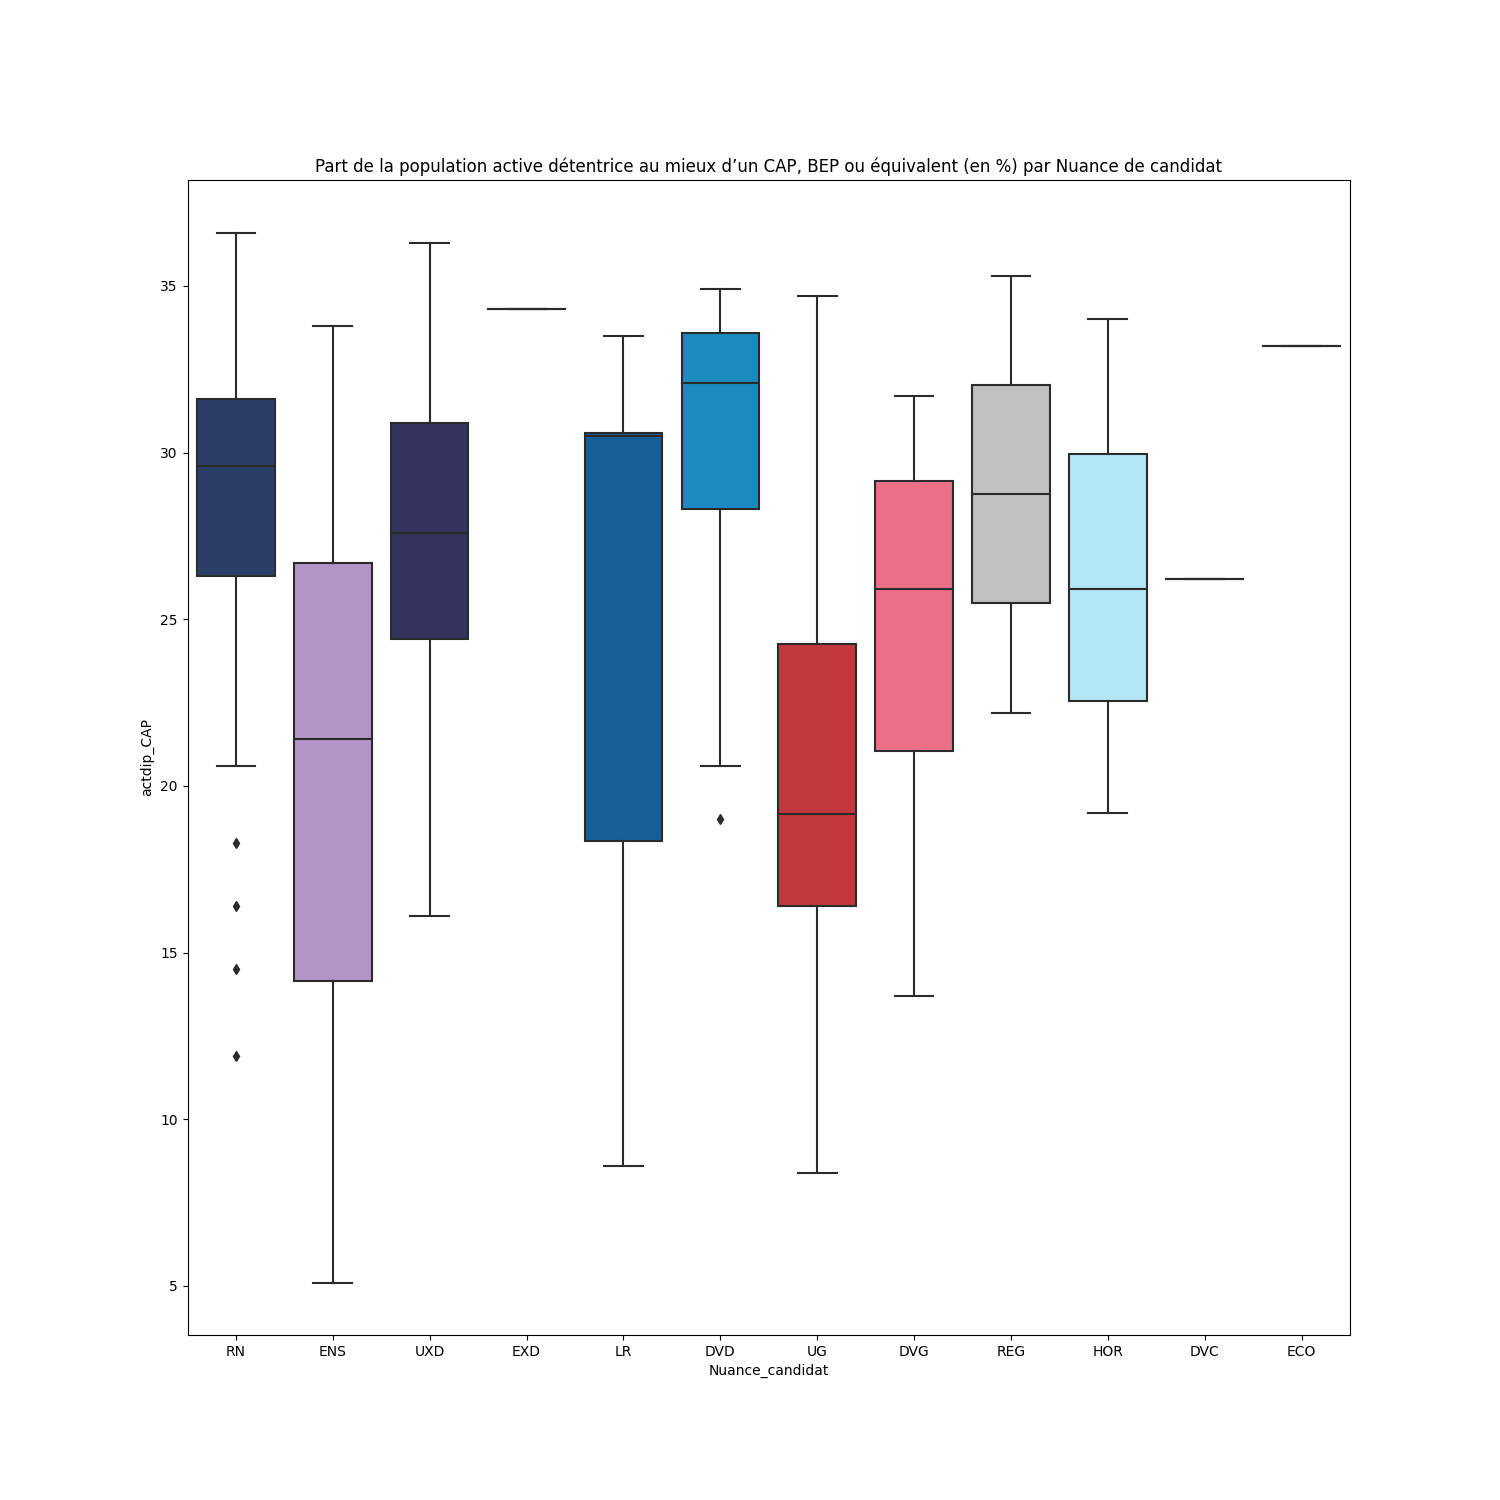 Part de la population active détentrice au mieux d’un CAP, BEP ou équivalent (en %) par Nuance de candidat
actdip_CAP
35
30
25
20
15
10
5
RN ENS UXD EXD LR DVD UG DVG REG HOR DVC ECO
Nuance_candidat